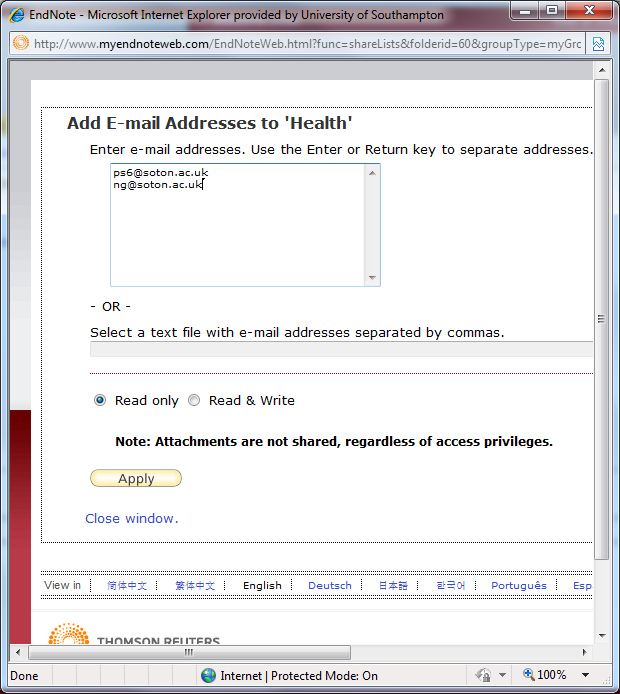 EndNote - Microsoft Internet Explorer provided by University of Southampton
http://www.myendnoteweb.com/EndNoteWeb.html?func=shareLists&folderid=60&groupType=myGrc
Add E-mail Addresses to 'Health'
Enter e-mail addresses. Use the Enter or Return key to separate addresses.
ps6@soton.ac.uk
ng@soton.ac.uk
- OR -
Select a text file with e-mail addresses separated by commas.
Read only Read & Write
Note: Attachments are not shared, regardless of access privileges.
Apply
Close window.
View in 简体中文 繁体中文 English Deutsch 日本語 한국어 Português Esp
THOMSON REUTERS
Done Internet | Protected Mode: On 100%